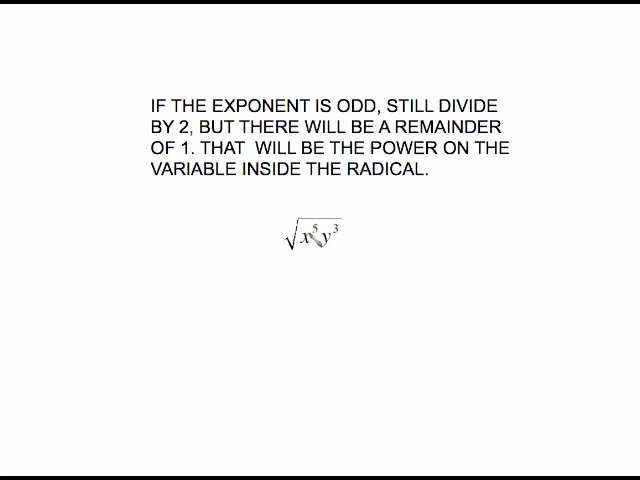 IF THE EXPONENT IS ODD, STILL DIVIDE
BY 2, BUT THERE WILL BE A REMAINDER
OF 1. THAT WILL BE THE POWER ON THE
VARIABLE INSIDE THE RADICAL.
√x⁵y³